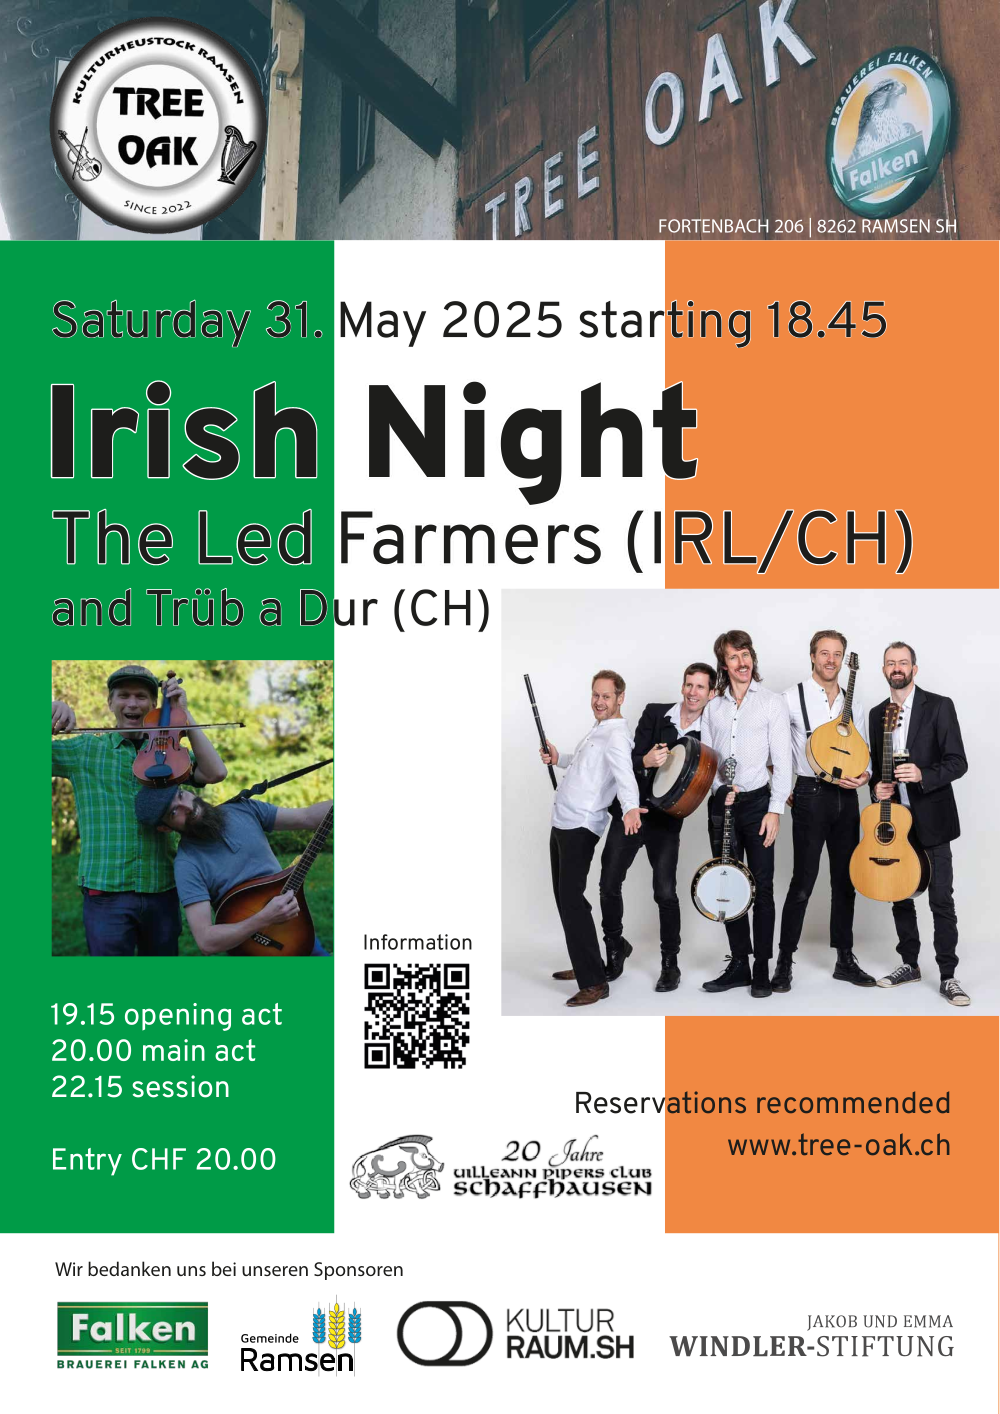 KULTURHEUSTOCK RAMSEN
TREE
OAK
SINCE 2022
TREE OAK
BRAUEREI FALKEN
Falken
FORTENBACH 206 | 8262 RAMSEN SH
Saturday 31. May 2025 starting 18.45
Irish Night
The Led Farmers (IRL/CH)
and Trüb a Dur (CH)
Information
19.15 opening act
20.00 main act
22.15 session
Entry CHF 20.00
Reservations recommended
www.tree-oak.ch
20 Jahre
uilleann pipers club
schaffhausen
Wir bedanken uns bei unseren Sponsoren
Falken
SEIT 1799
BRAUEREI FALKEN AG
Gemeinde
Ramsen
KULTUR
RAUM.SH
JAKOB UND EMMA
WINDLER-STIFTUNG